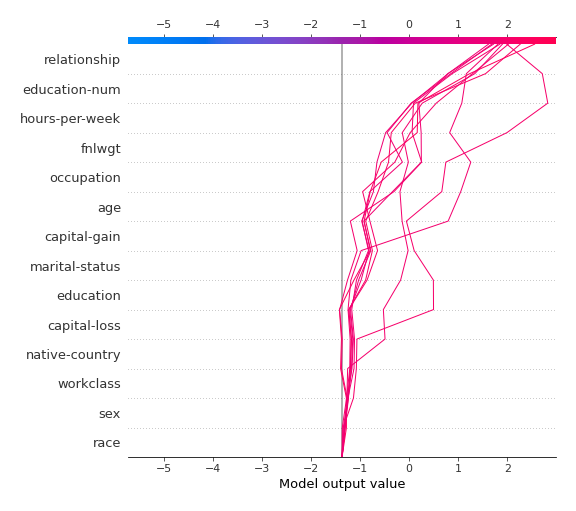 −5 −4 −3 −2 −1 0 1 2
relationship
education-num
hours-per-week
fnlwgt
occupation
age
capital-gain
marital-status
education
capital-loss
native-country
workclass
sex
race
−5 −4 −3 −2 −1 0 1 2
Model output value